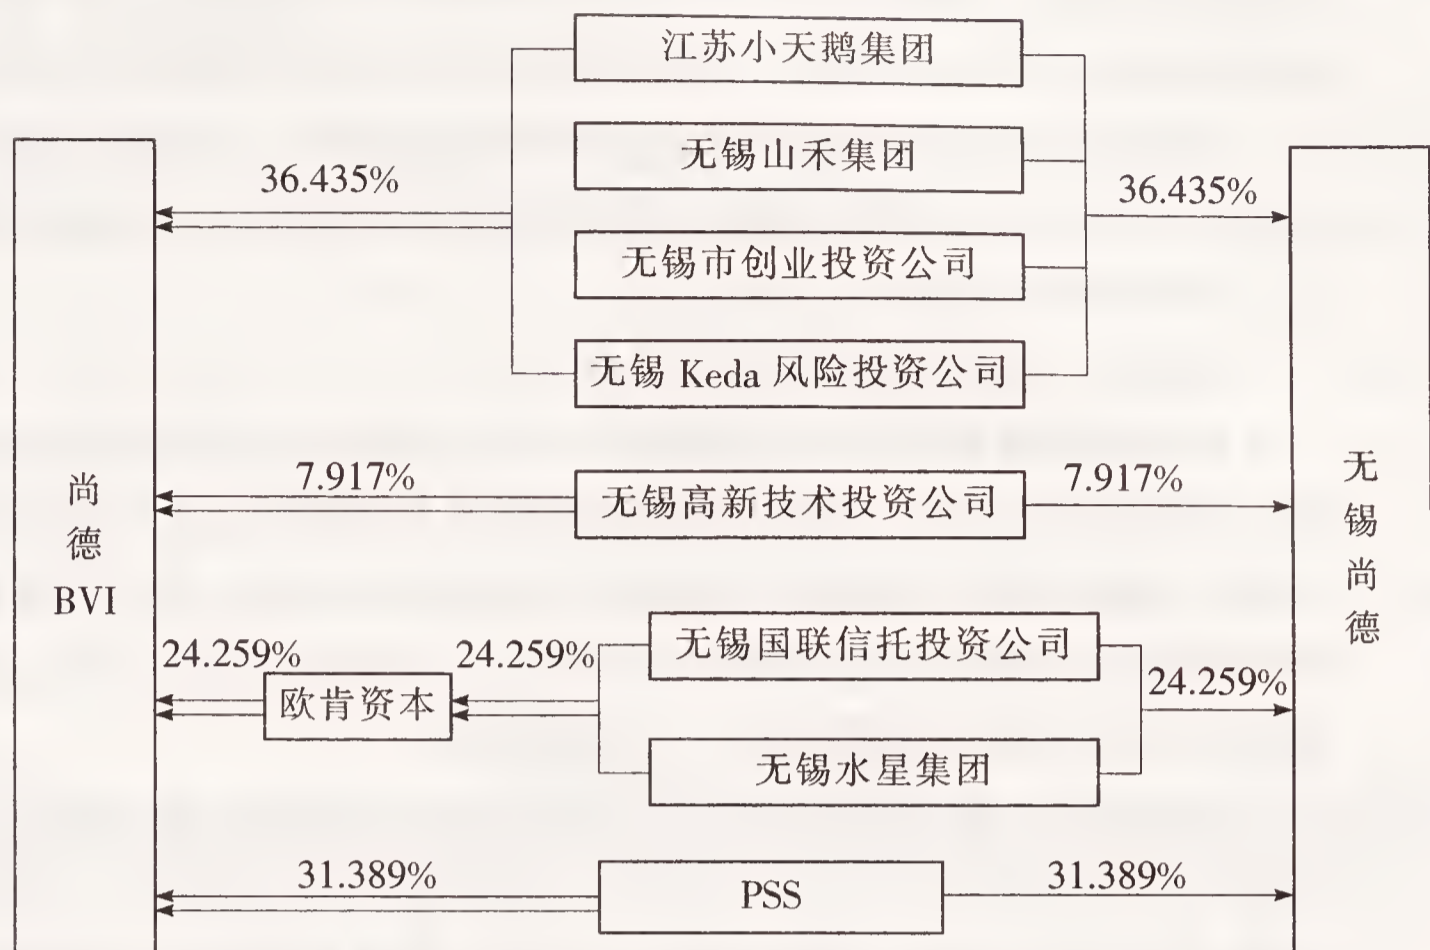 江苏小天鹅集团
无锡山禾集团
36.435%
36.435%
无锡市创业投资公司
无锡 Keda 风险投资公司
7.917%
无锡高新技术投资公司
7.917%
尚德BVI
无锡尚德
无锡国联信托投资公司
24.259%
24.259%
24.259%
欧肯资本
无锡水星集团
31.389%
PSS
31.389%